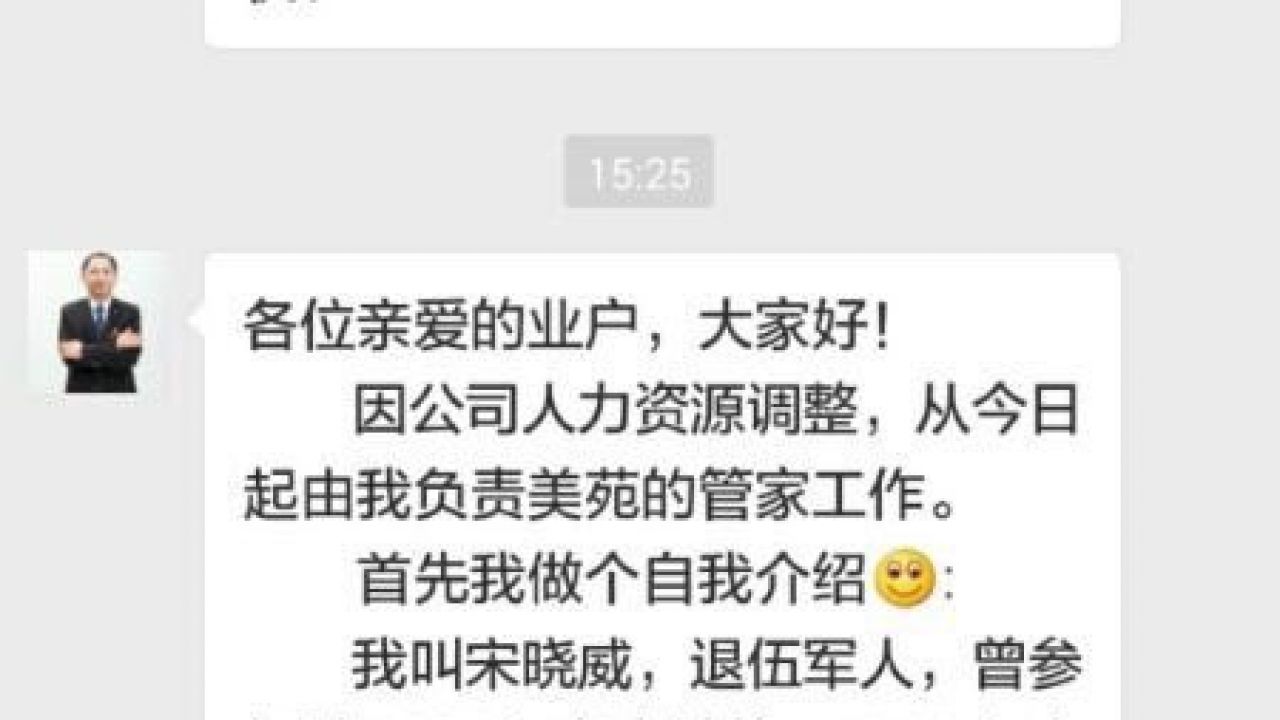 15:25
各位亲爱的业户，大家好！
因公司人力资源调整，从今日
起由我负责美苑的管家工作。
首先我做个自我介绍:
我叫宋晓威，退伍军人，曾参